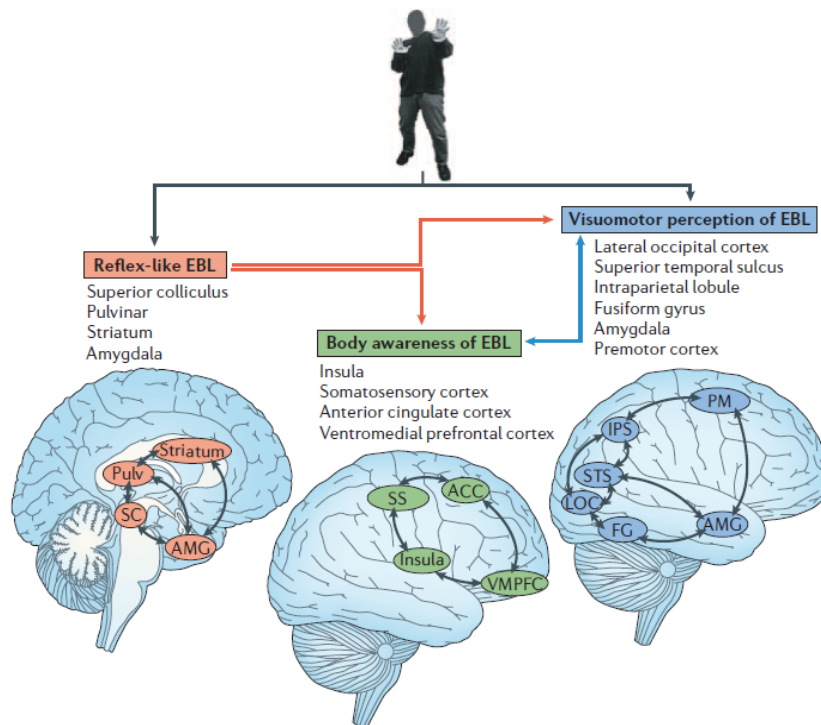 Visuomotor perception of EBL
Lateral occipital cortex
Superior temporal sulcus
Intraparietal lobule
Fusiform gyrus
Amygdala
Premotor cortex
Reflex-like EBL
Superior colliculus
Pulvinar
Striatum
Amygdala
Body awareness of EBL
Insula
Somatosensory cortex
Anterior cingulate cortex
Ventromedial prefrontal cortex
Striatum
Pulv
SC
AMG
SS
ACC
Insula
VMPFC
PM
IPS
STS
LOC
FG
AMG